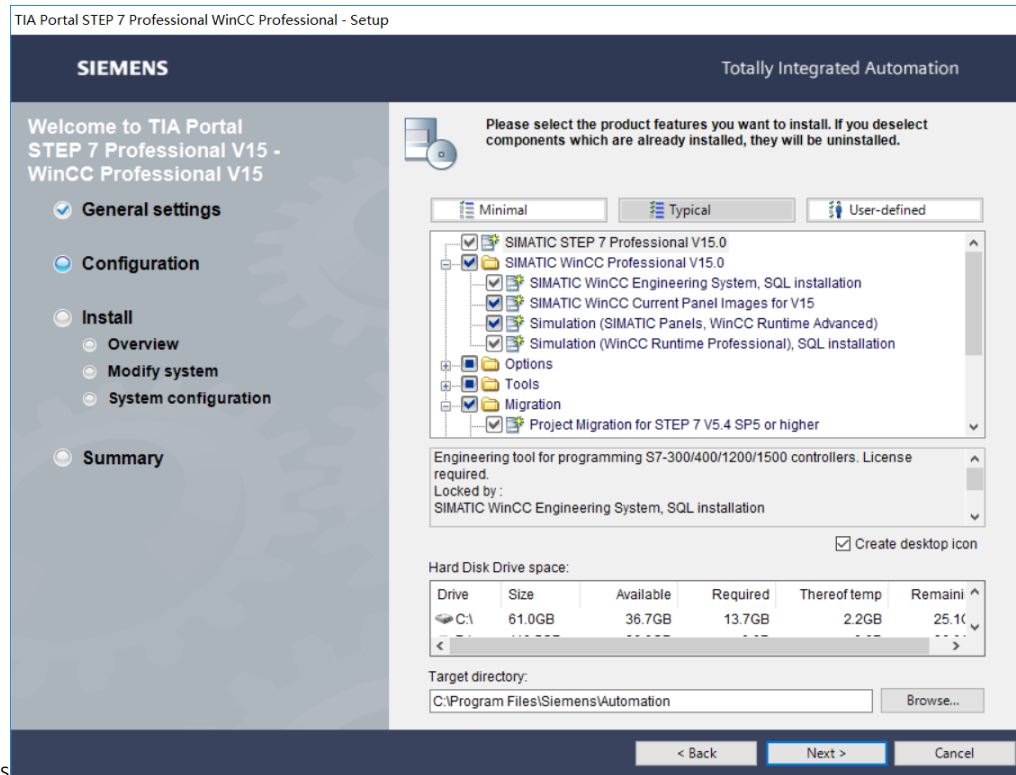 TIA Portal STEP 7 Professional WinCC Professional - Setup
SIEMENS
Totally Integrated Automation
Welcome to TIA Portal
STEP 7 Professional V15 -
WinCC Professional V15
General settings
Configuration
Install
Overview
Modify system
System configuration
Summary
Please select the product features you want to install. If you deselect
components which are already installed, they will be uninstalled.
Minimal
Typical
User-defined
SIMATIC STEP 7 Professional V15.0
SIMATIC WinCC Professional V15.0
SIMATIC WinCC Engineering System, SQL installation
SIMATIC WinCC Current Panel Images for V15
Simulation (SIMATIC Panels, WinCC Runtime Advanced)
Simulation (WinCC Runtime Professional), SQL installation
Options
Tools
Migration
Project Migration for STEP 7 V5.4 SP5 or higher
Engineering tool for programming S7-300/400/1200/1500 controllers. License
required.
Locked by :
SIMATIC WinCC Engineering System, SQL installation
Create desktop icon
Hard Disk Drive space:
Drive Size Available Required Thereof temp Remaini
C:\ 61.0GB 36.7GB 13.7GB 2.2GB 25.1
Target directory:
C:\Program Files\Siemens\Automation
Browse...
< Back
Next >
Cancel
s